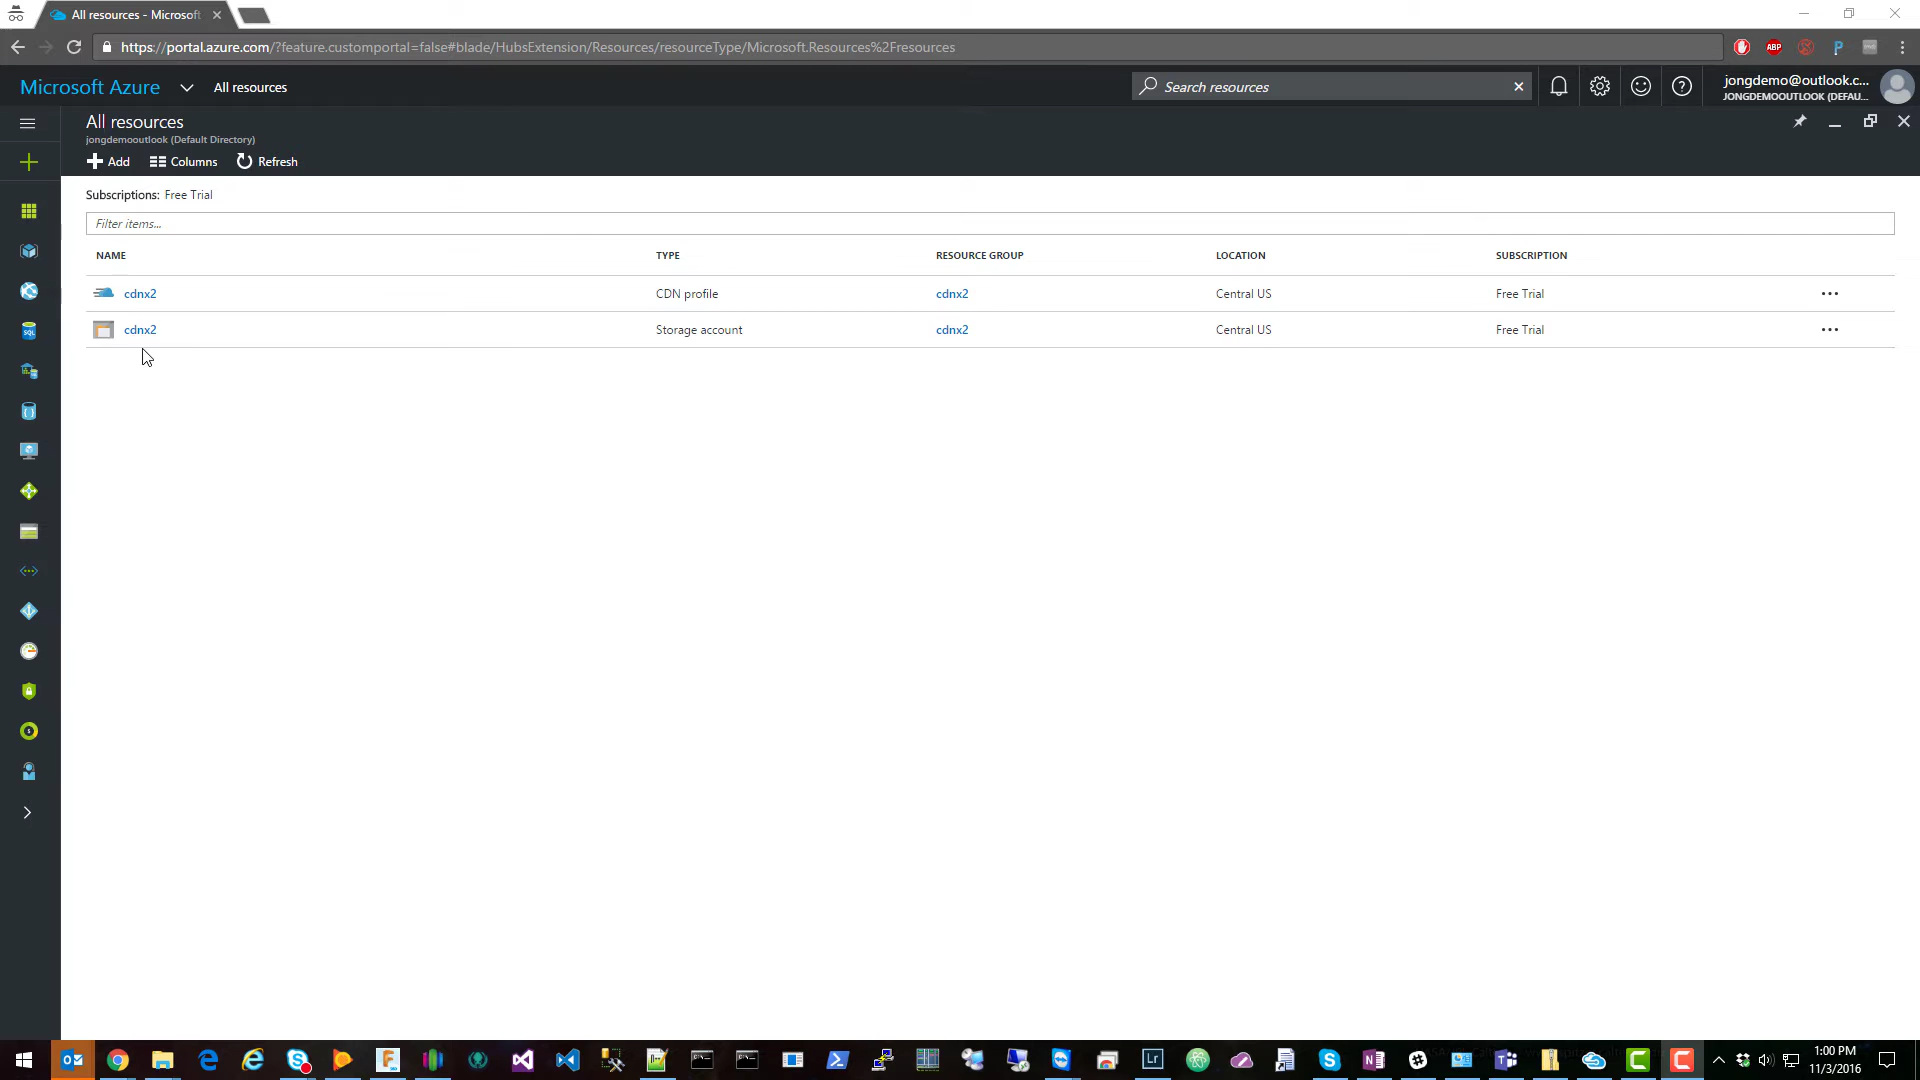 All resources - Microsoft
https://portal.azure.com/?feature.customportal=false#blade/HubsExtension/Resources/resourceType/Microsoft.Resources%2Fresources
ABP
Microsoft Azure All resources
Search resources
jongdemo@outlook.c...
JONGDEMOOUTLOOK (DEFAU...
All resources
jongdemooutlook (Default Directory)
Add Columns Refresh
Subscriptions: Free Trial
Filter items...
NAME TYPE RESOURCE GROUP LOCATION SUBSCRIPTION
cdnx2 CDN profile cdnx2 Central US Free Trial ...
cdnx2 Storage account cdnx2 Central US Free Trial ...
SQL
1:00 PM
11/3/2016